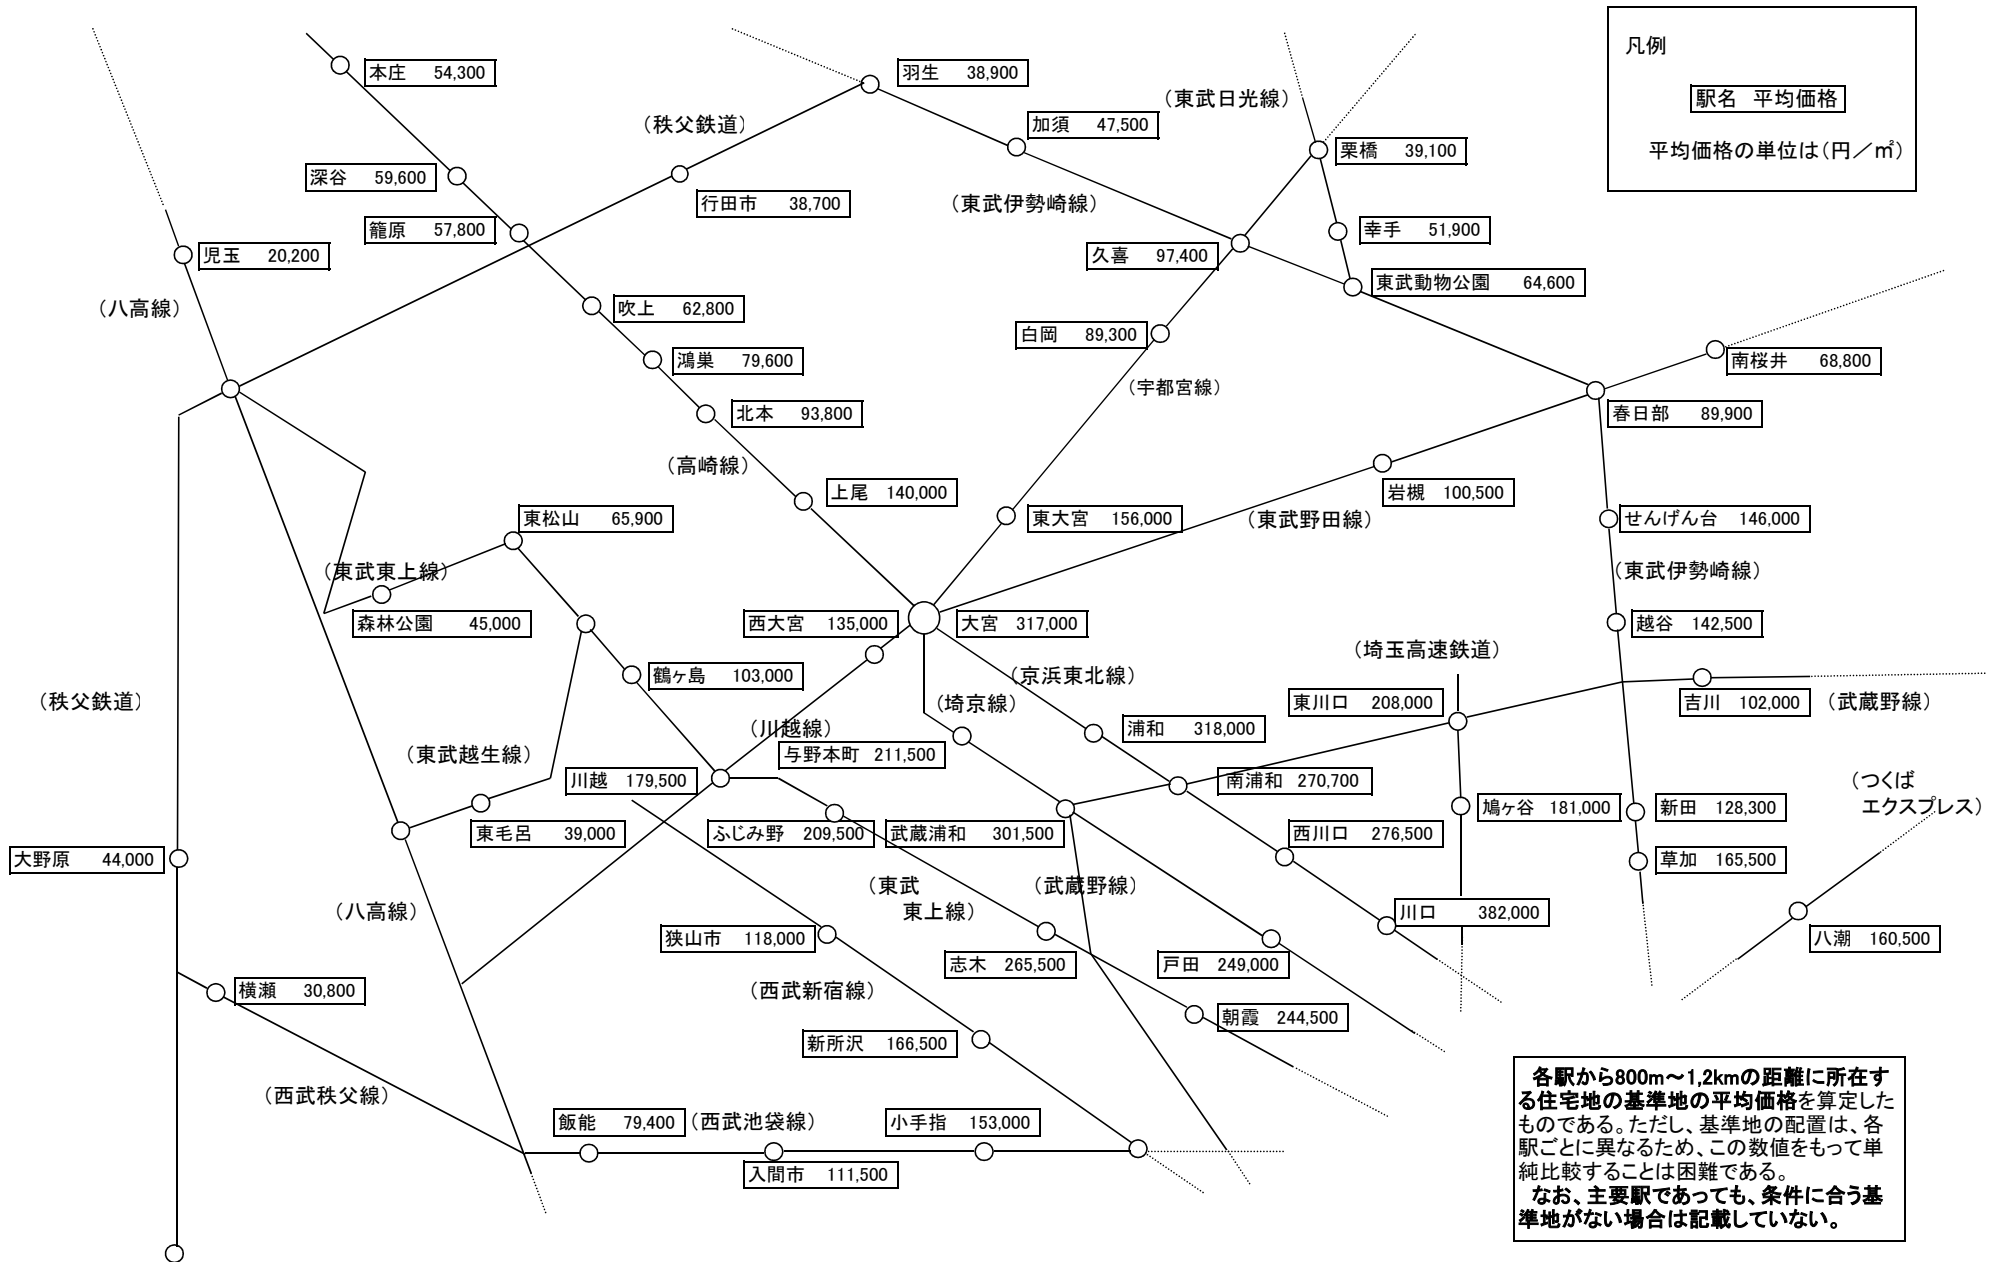 凡例
駅名 平均価格
平均価格の単位は（円／㎡）
本庄 54,300
羽生 38,900
（東武日光線）
加須 47,500
（秩父鉄道）
栗橋 39,100
深谷 59,600
行田市 38,700
（東武伊勢崎線）
籠原 57,800
幸手 51,900
児玉 20,200
久喜 97,400
東武動物公園 64,600
（八高線）
吹上 62,800
白岡 89,300
鴻巣 79,600
南桜井 68,800
（宇都宮線）
北本 93,800
春日部 89,900
（高崎線）
上尾 140,000
岩槻 100,500
東松山 65,900
東大宮 156,000
（東武野田線）
せんげん台 146,000
（東武東上線）
（東武伊勢崎線）
森林公園 45,000
西大宮 135,000
大宮 317,000
越谷 142,500
（埼玉高速鉄道）
鶴ヶ島 103,000
（京浜東北線）
（秩父鉄道）
（埼京線）
東川口 208,000
吉川 102,000
（武蔵野線）
（川越線）
浦和 318,000
（東武越生線）
与野本町 211,500
川越 179,500
南浦和 270,700
（つくば
エクスプレス）
鳩ヶ谷 181,000
新田 128,300
東毛呂 39,000
ふじみ野 209,500
武蔵浦和 301,500
西川口 276,500
大野原 44,000
草加 165,500
（東武
東上線）
（武蔵野線）
（八高線）
川口 382,000
狭山市 118,000
八潮 160,500
志木 265,500
戸田 249,000
横瀬 30,800
（西武新宿線）
朝霞 244,500
新所沢 166,500
（西武秩父線）
飯能 79,400
（西武池袋線）
小手指 153,000
入間市 111,500
各駅から800m～1,2kmの距離に所在す
る住宅地の基準地の平均価格を算定した
ものである。ただし、基準地の配置は、各
駅ごとに異なるため、この数値をもって単
純比較することは困難である。
なお、主要駅であっても、条件に合う基
準地がない場合は記載していない。